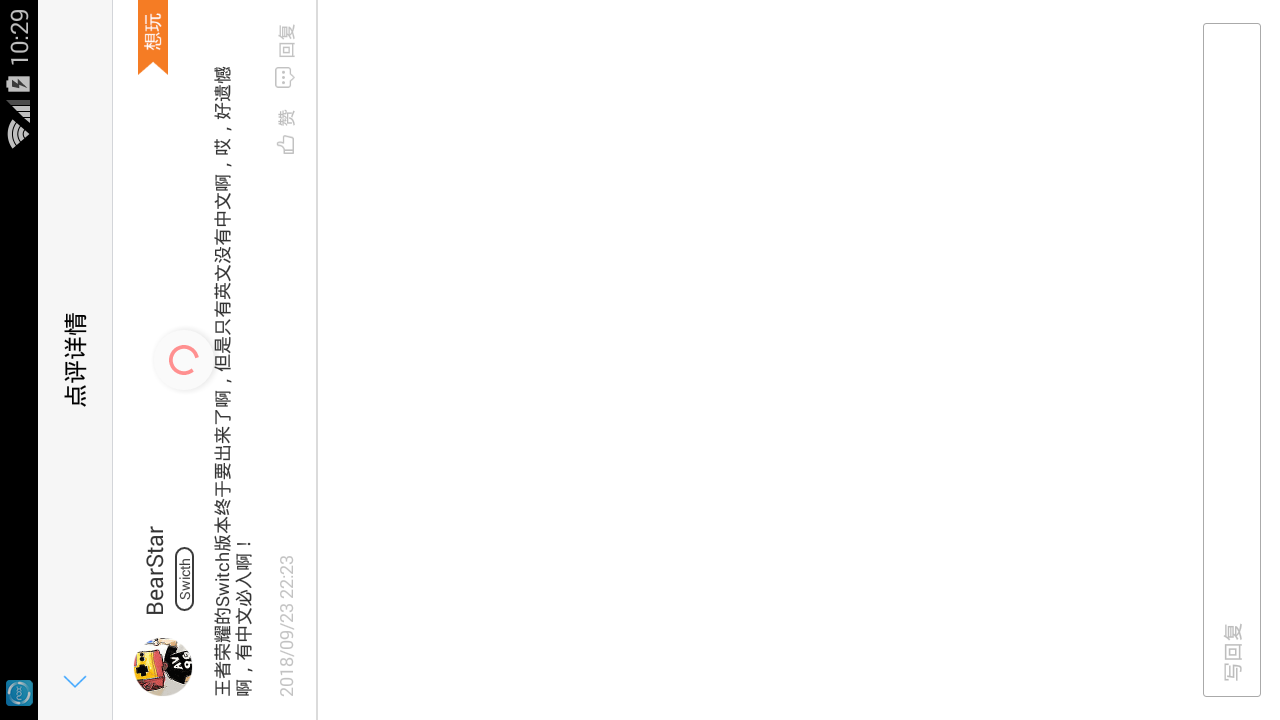 10:29
点评详情
想玩
BearStar
Swicth
王者荣耀的Switch版本终于要出来了啊，但是只有英文没有中文啊，哎，好遗憾
啊，有中文必入啊！
2018/09/23 22:23 赞 回复
写回复